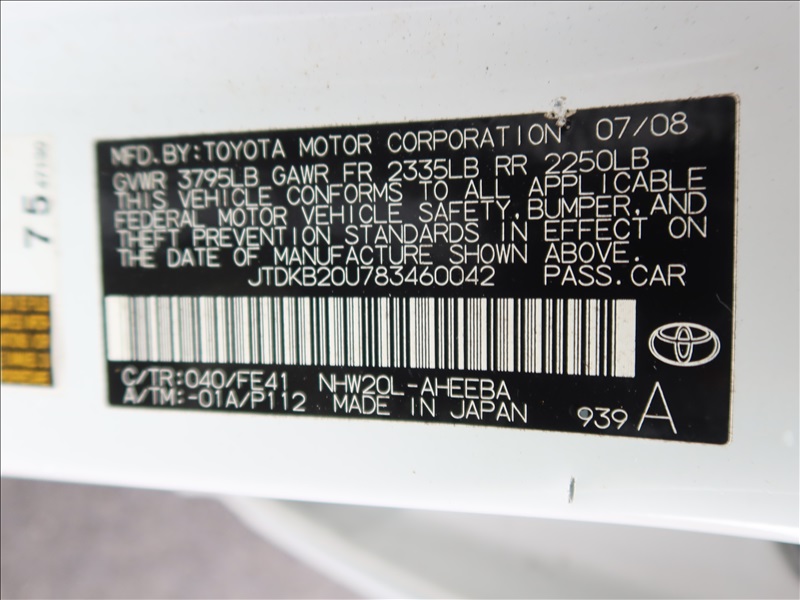 MFD. BY: TOYOTA MOTOR CORPORATION 07/08
GVWR 3795LB GAWR FR 2335LB RR 2250LB
THIS VEHICLE CONFORMS TO ALL APPLICABLE
FEDERAL MOTOR VEHICLE SAFETY, BUMPER, AND
THEFT PREVENTION STANDARDS IN EFFECT ON
THE DATE OF MANUFACTURE SHOWN ABOVE.
JTDKB20U783460042 PASS. CAR
C/TR: 040/FE41 NHW20L-AHEEBA
A/TM: -01A/P112 MADE IN JAPAN 939 A
75